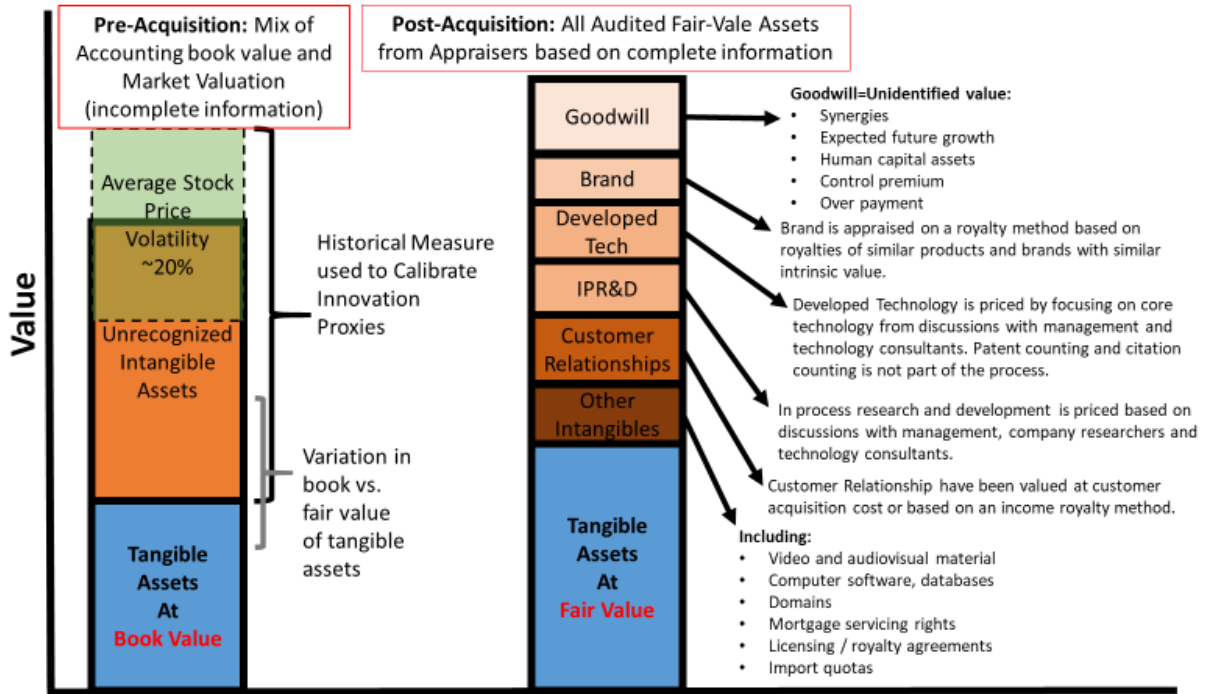 Pre-Acquisition: Mix of
Accounting book value and
Market Valuation
(incomplete information)
Post-Acquisition: All Audited Fair-Vale Assets
from Appraisers based on complete information
Value
Average Stock
Price
Volatility
~20%
Unrecognized
Intangible
Assets
Tangible
Assets
At
Book Value
Historical Measure
used to Calibrate
Innovation
Proxies
Variation in
book vs.
fair value
of tangible
assets
Goodwill
Brand
Developed
Tech
IPR&D
Customer
Relationships
Other
Intangibles
Tangible
Assets
At
Fair Value
Goodwill=Unidentified value:
• Synergies
• Expected future growth
• Human capital assets
• Control premium
• Over payment
Brand is appraised on a royalty method based on
royalties of similar products and brands with similar
intrinsic value.
Developed Technology is priced by focusing on core
technology from discussions with management and
technology consultants. Patent counting and citation
counting is not part of the process.
In process research and development is priced based on
discussions with management, company researchers and
technology consultants.
Customer Relationship have been valued at customer
acquisition cost or based on an income royalty method.
Including:
• Video and audiovisual material
• Computer software, databases
• Domains
• Mortgage servicing rights
• Licensing / royalty agreements
• Import quotas